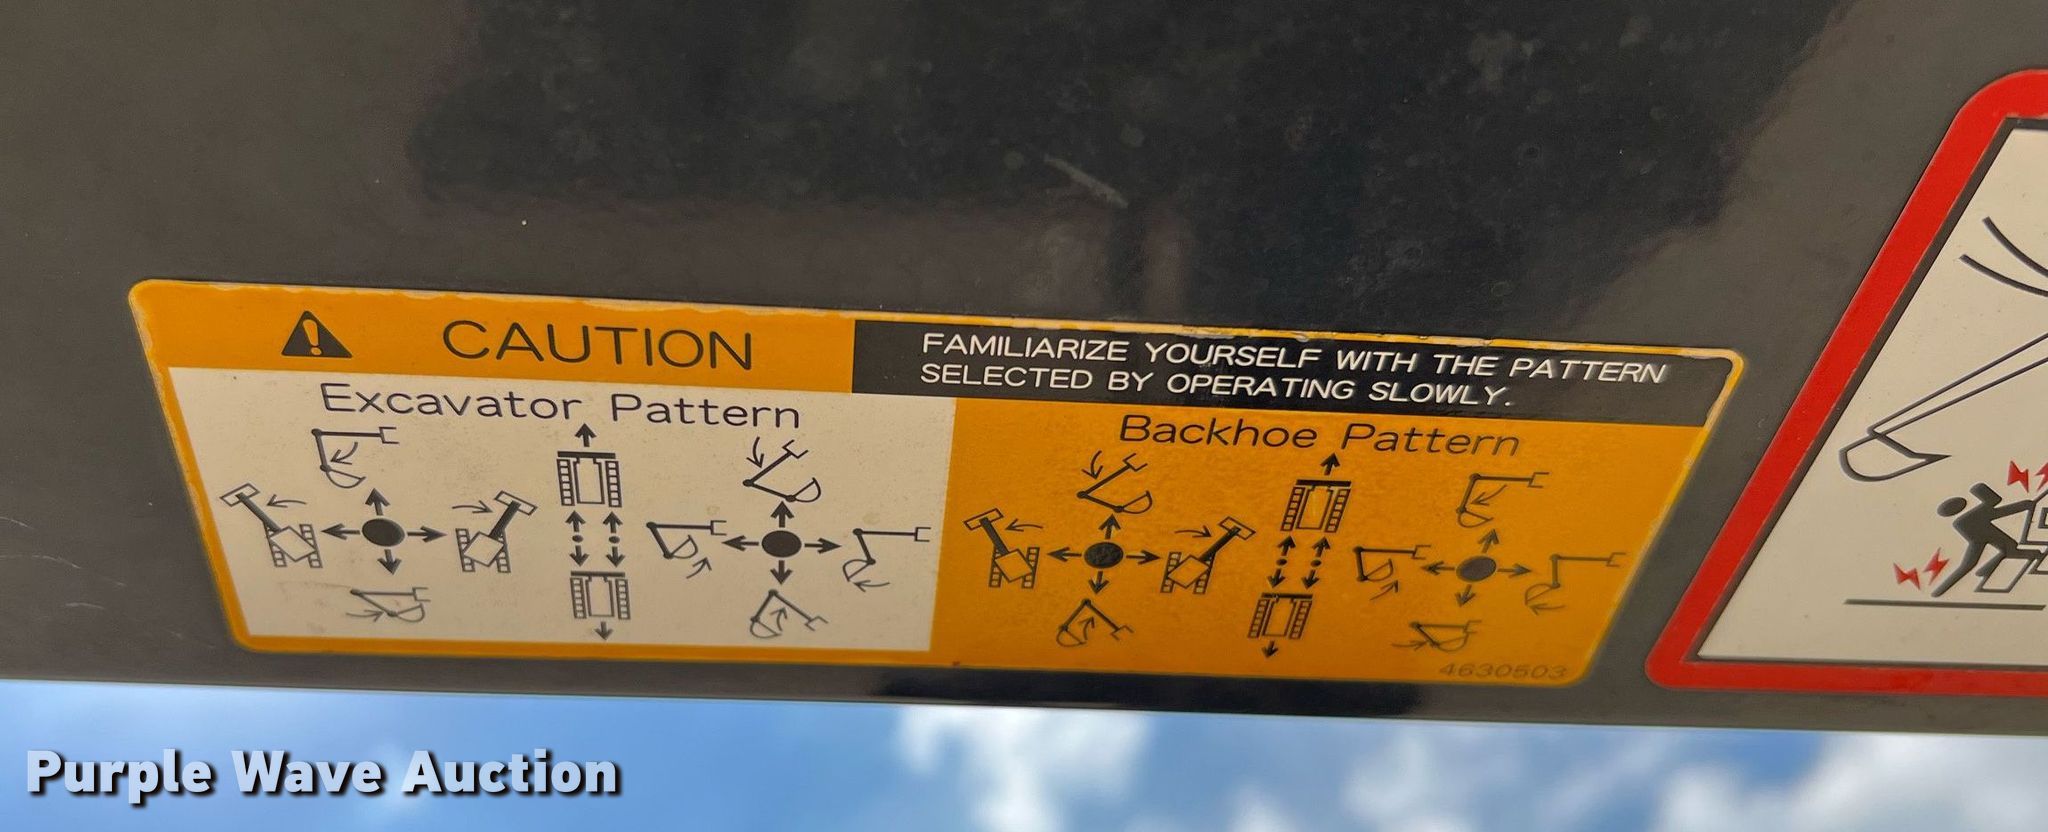 CAUTION
FAMILIARIZE YOURSELF WITH THE PATTERN
SELECTED BY OPERATING SLOWLY.
Excavator Pattern
Backhoe Pattern
4630503
Purple Wave Auction